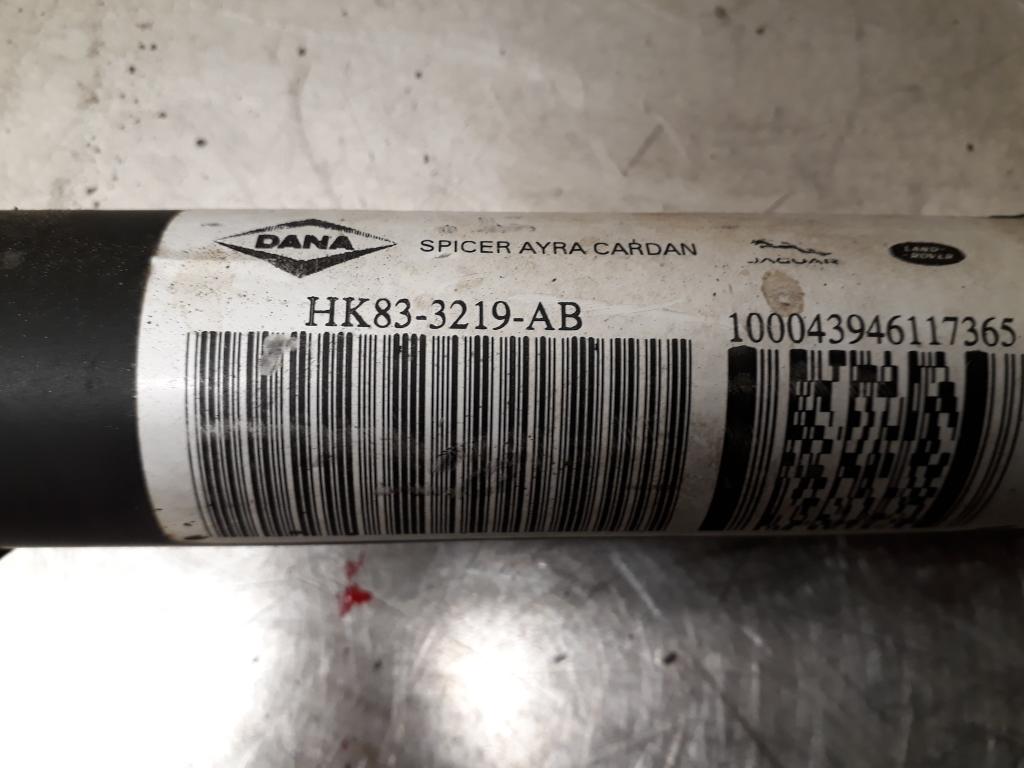 DANA
SPICER AYRA CARDAN
JAGUAR
LAND-
-ROVER
HK83-3219-AB
100043946117365